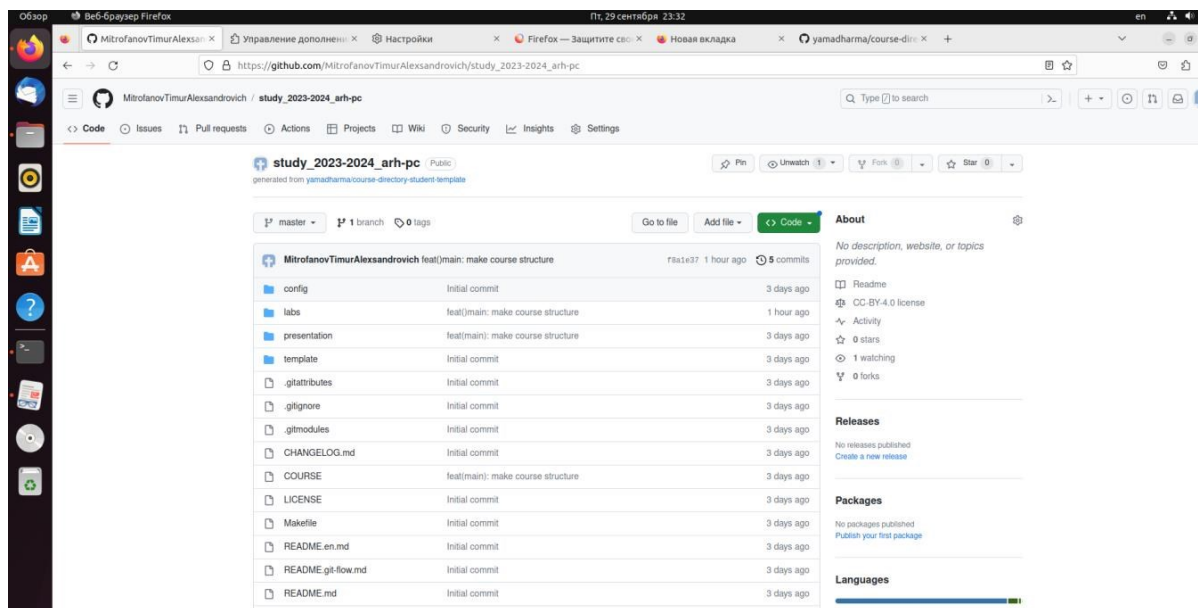 Обзор Веб-браузер Firefox Пт, 29 сентября 23:32 en
MitrofanovTimurAlexsan Управление дополнени Настройки Firefox — Защитите сво Новая вкладка yamadharma/course-dire
https://github.com/MitrofanovTimurAlexsandrovich/study_2023-2024_arh-pc
MitrofanovTimurAlexsandrovich / study_2023-2024_arh-pc Type / to search
Code Issues Pull requests Actions Projects Wiki Security Insights Settings
study_2023-2024_arh-pc Public Pin Unwatch 1 Fork 0 Star 0
generated from yamadharma/course-directory-student-template
master 1 branch 0 tags Go to file Add file <> Code
MitrofanovTimurAlexsandrovich feat()main: make course structure f8a1e37 1 hour ago 5 commits
config Initial commit 3 days ago
labs feat()main: make course structure 1 hour ago
presentation feat(main): make course structure 3 days ago
template Initial commit 3 days ago
.gitattributes Initial commit 3 days ago
.gitignore Initial commit 3 days ago
.gitmodules Initial commit 3 days ago
CHANGELOG.md Initial commit 3 days ago
COURSE feat(main): make course structure 3 days ago
LICENSE Initial commit 3 days ago
Makefile Initial commit 3 days ago
README.en.md Initial commit 3 days ago
README.git-flow.md Initial commit 3 days ago
README.md Initial commit 3 days ago
About
No description, website, or topics
provided.
Readme
CC-BY-4.0 license
Activity
0 stars
1 watching
0 forks
Releases
No releases published
Create a new release
Packages
No packages published
Publish your first package
Languages